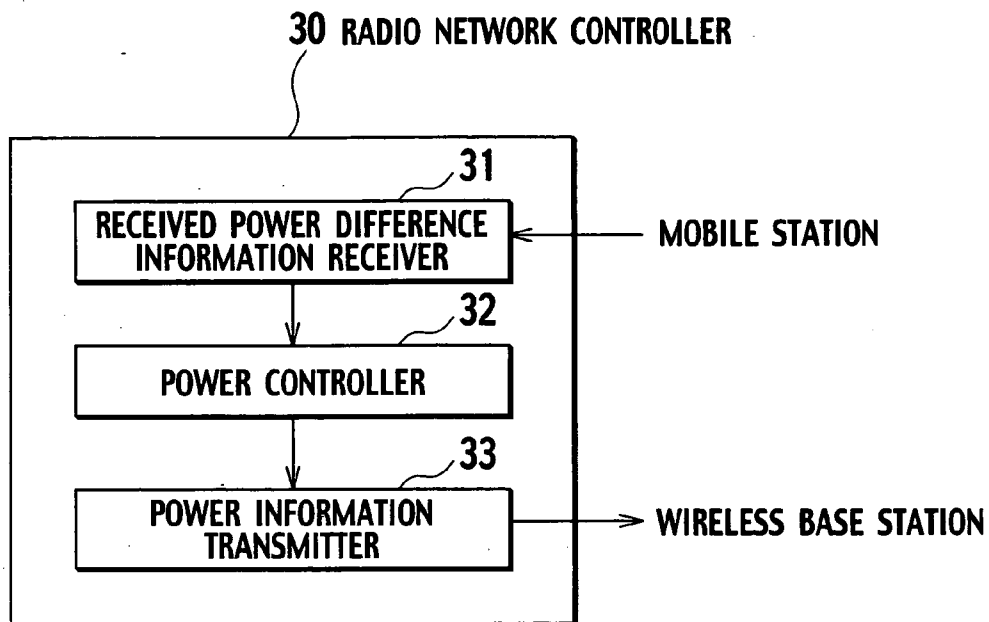 30 RADIO NETWORK CONTROLLER
31
RECEIVED POWER DIFFERENCE
INFORMATION RECEIVER
MOBILE STATION
32
POWER CONTROLLER
33
POWER INFORMATION
TRANSMITTER
WIRELESS BASE STATION